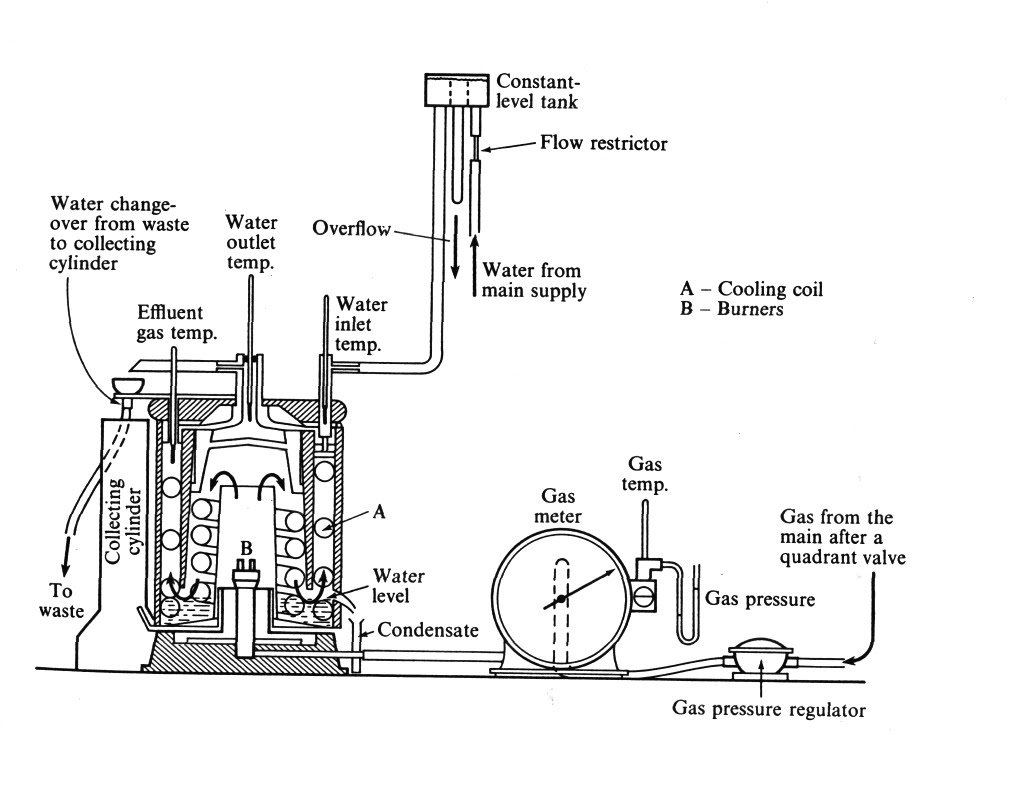 Constant-
level tank
Flow restrictor
Water change-
over from waste
to collecting
cylinder
Water
outlet
temp.
Overflow
Water from
main supply
A – Cooling coil
B – Burners
Effluent
gas temp.
Water
inlet
temp.
Gas
temp.
Gas
meter
Gas from the
main after a
quadrant valve
Collecting
cylinder
A
B
Water
level
To
waste
Gas pressure
Condensate
Gas pressure regulator